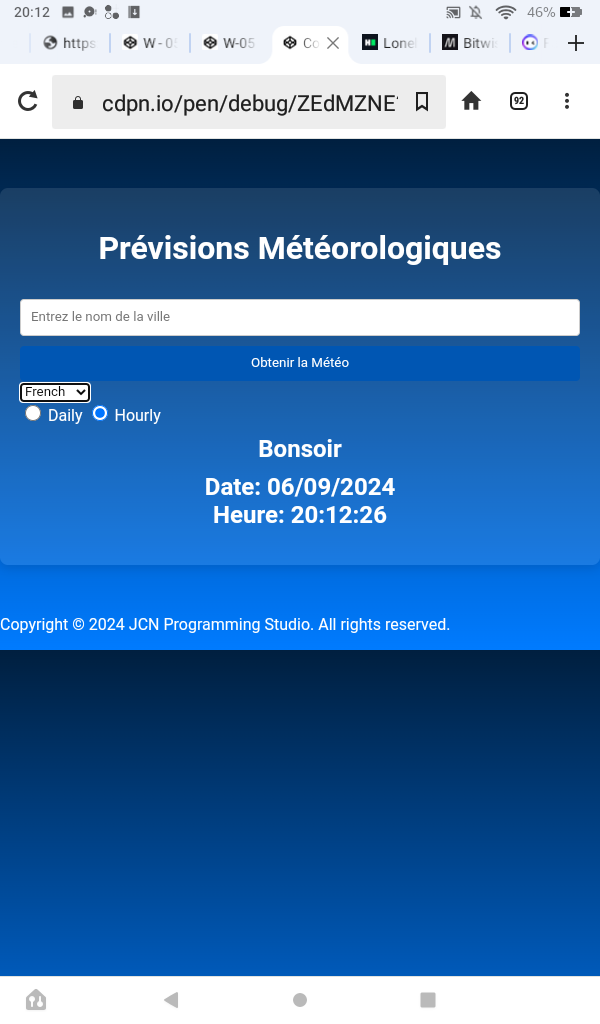 20:12 46%
https W - 05 W-05 Co Lonel Bitwi
cdpn.io/pen/debug/ZEdMZNE
92
Prévisions Météorologiques
Entrez le nom de la ville
Obtenir la Météo
French
Daily Hourly
Bonsoir
Date: 06/09/2024
Heure: 20:12:26
Copyright © 2024 JCN Programming Studio. All rights reserved.